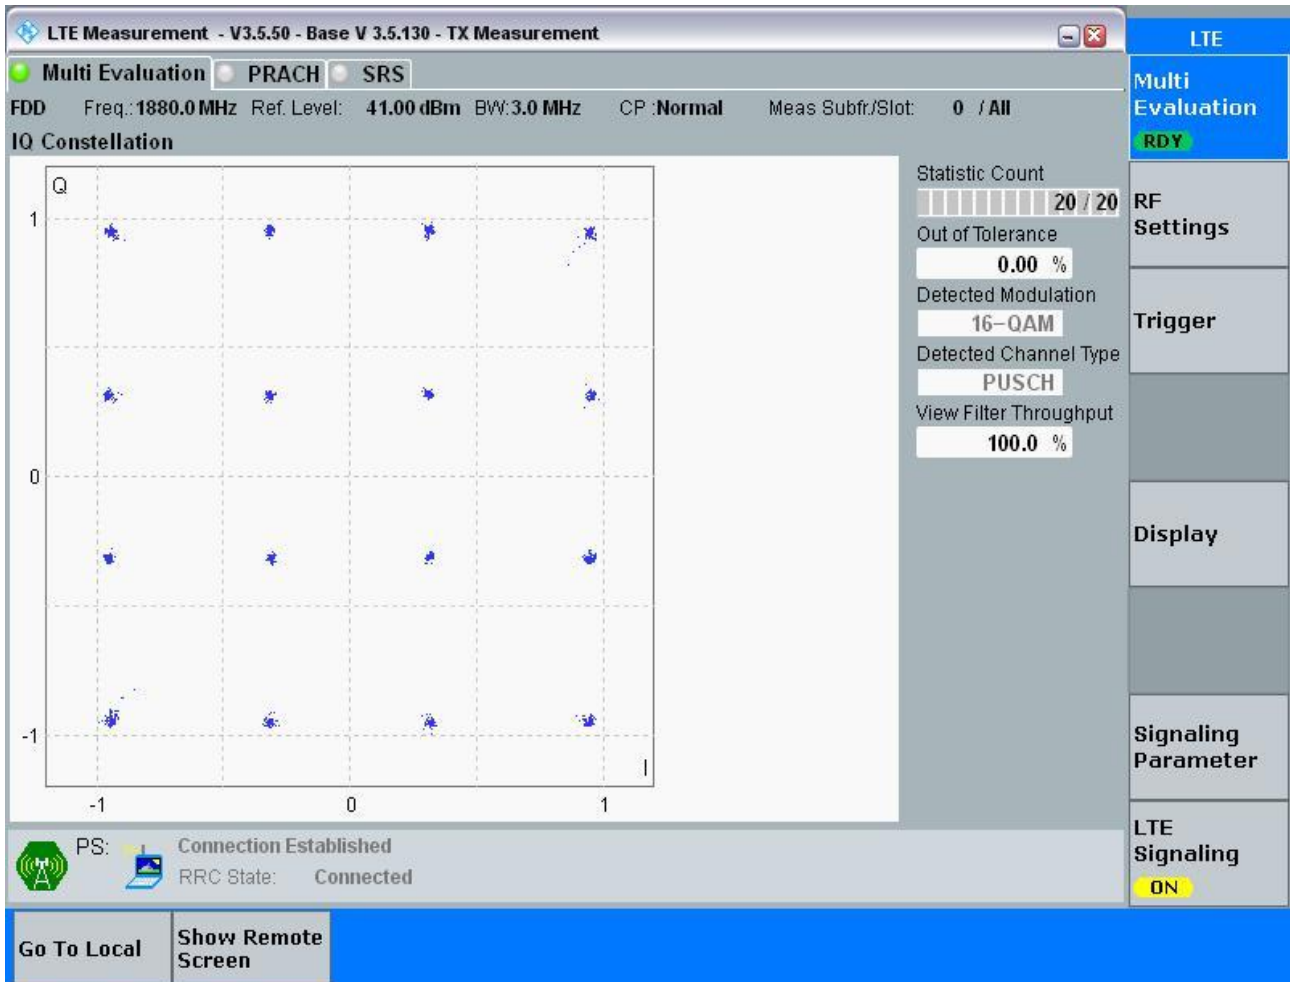 LTE Measurement - V3.5.50 - Base V 3.5.130 - TX Measurement
LTE
Multi Evaluation PRACH SRS
FDD Freq.: 1880.0 MHz Ref. Level: 41.00 dBm BW: 3.0 MHz CP : Normal Meas Subfr./Slot: 0 / All
IQ Constellation
Q
1
0
-1
I
-1 0 1
Statistic Count
20 / 20
Out of Tolerance
0.00 %
Detected Modulation
16-QAM
Detected Channel Type
PUSCH
View Filter Throughput
100.0 %
Multi
Evaluation
RDY
RF
Settings
Trigger
Display
Signaling
Parameter
LTE
Signaling
ON
PS: Connection Established
RRC State: Connected
Go To Local
Show Remote
Screen